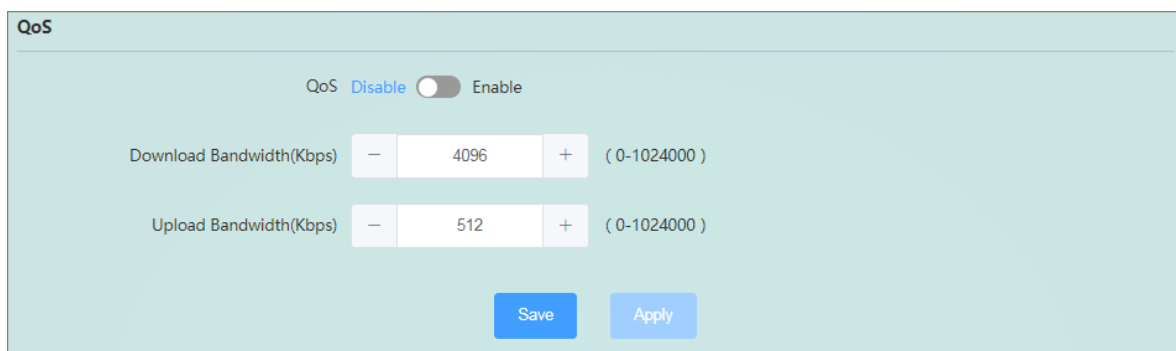 QoS
QoS Disable Enable
Download Bandwidth(Kbps) − 4096 + ( 0-1024000 )
Upload Bandwidth(Kbps) − 512 + ( 0-1024000 )
Save Apply